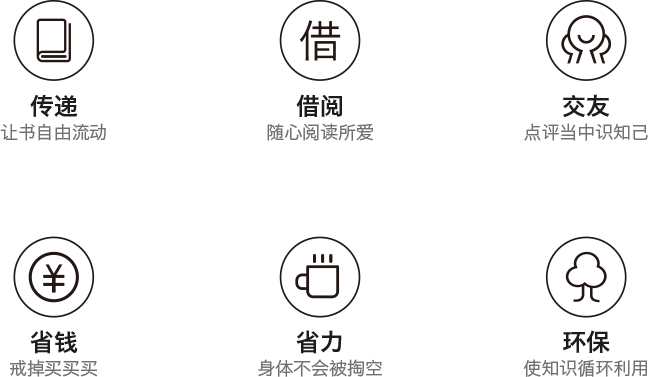 借
传递
借阅
交友
让书自由流动
随心阅读所爱
点评当中识知己
¥
省钱
省力
环保
戒掉买买买
身体不会被掏空
使知识循环利用